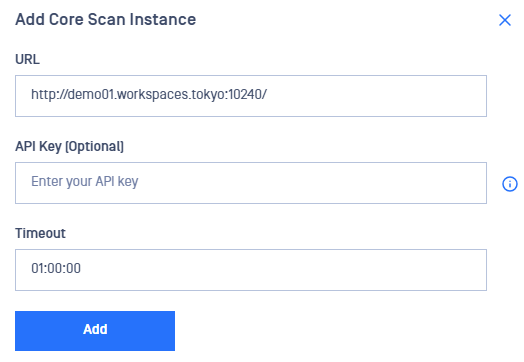 Add Core Scan Instance
URL
http://demo01.workspaces.tokyo:10240/
API Key (Optional)
Enter your API key
Timeout
01:00:00
Add